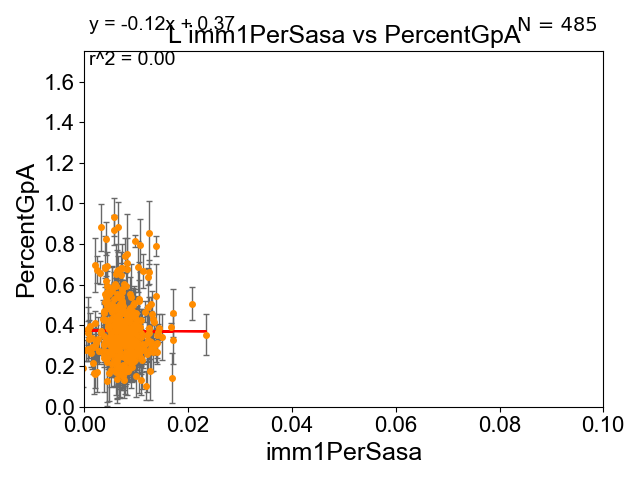 y = -0.12x + 0.37
L imm1PerSasa vs PercentGpA
N = 485
r^2 = 0.00
PercentGpA
1.6
1.4
1.2
1.0
0.8
0.6
0.4
0.2
0.0
0.00 0.02 0.04 0.06 0.08 0.10
imm1PerSasa